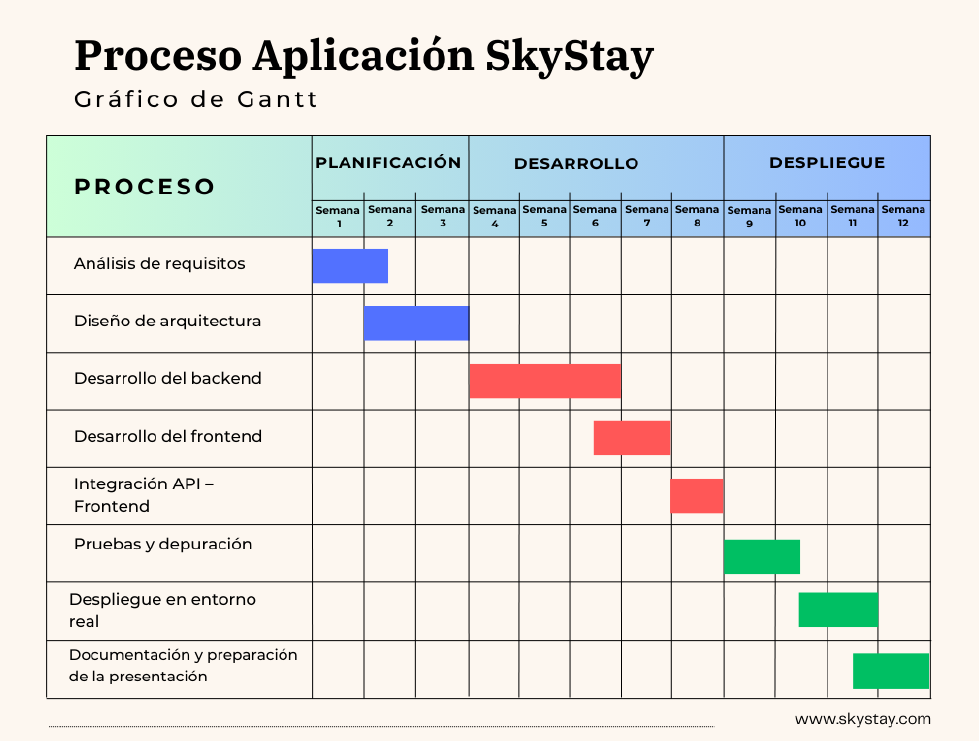 Proceso Aplicación SkyStay
Gráfico de Gantt
PROCESO
PLANIFICACIÓN
DESARROLLO
DESPLIEGUE
Semana 1
Semana 2
Semana 3
Semana 4
Semana 5
Semana 6
Semana 7
Semana 8
Semana 9
Semana 10
Semana 11
Semana 12
Análisis de requisitos
Diseño de arquitectura
Desarrollo del backend
Desarrollo del frontend
Integración API –
Frontend
Pruebas y depuración
Despliegue en entorno
real
Documentación y preparación
de la presentación
www.skystay.com